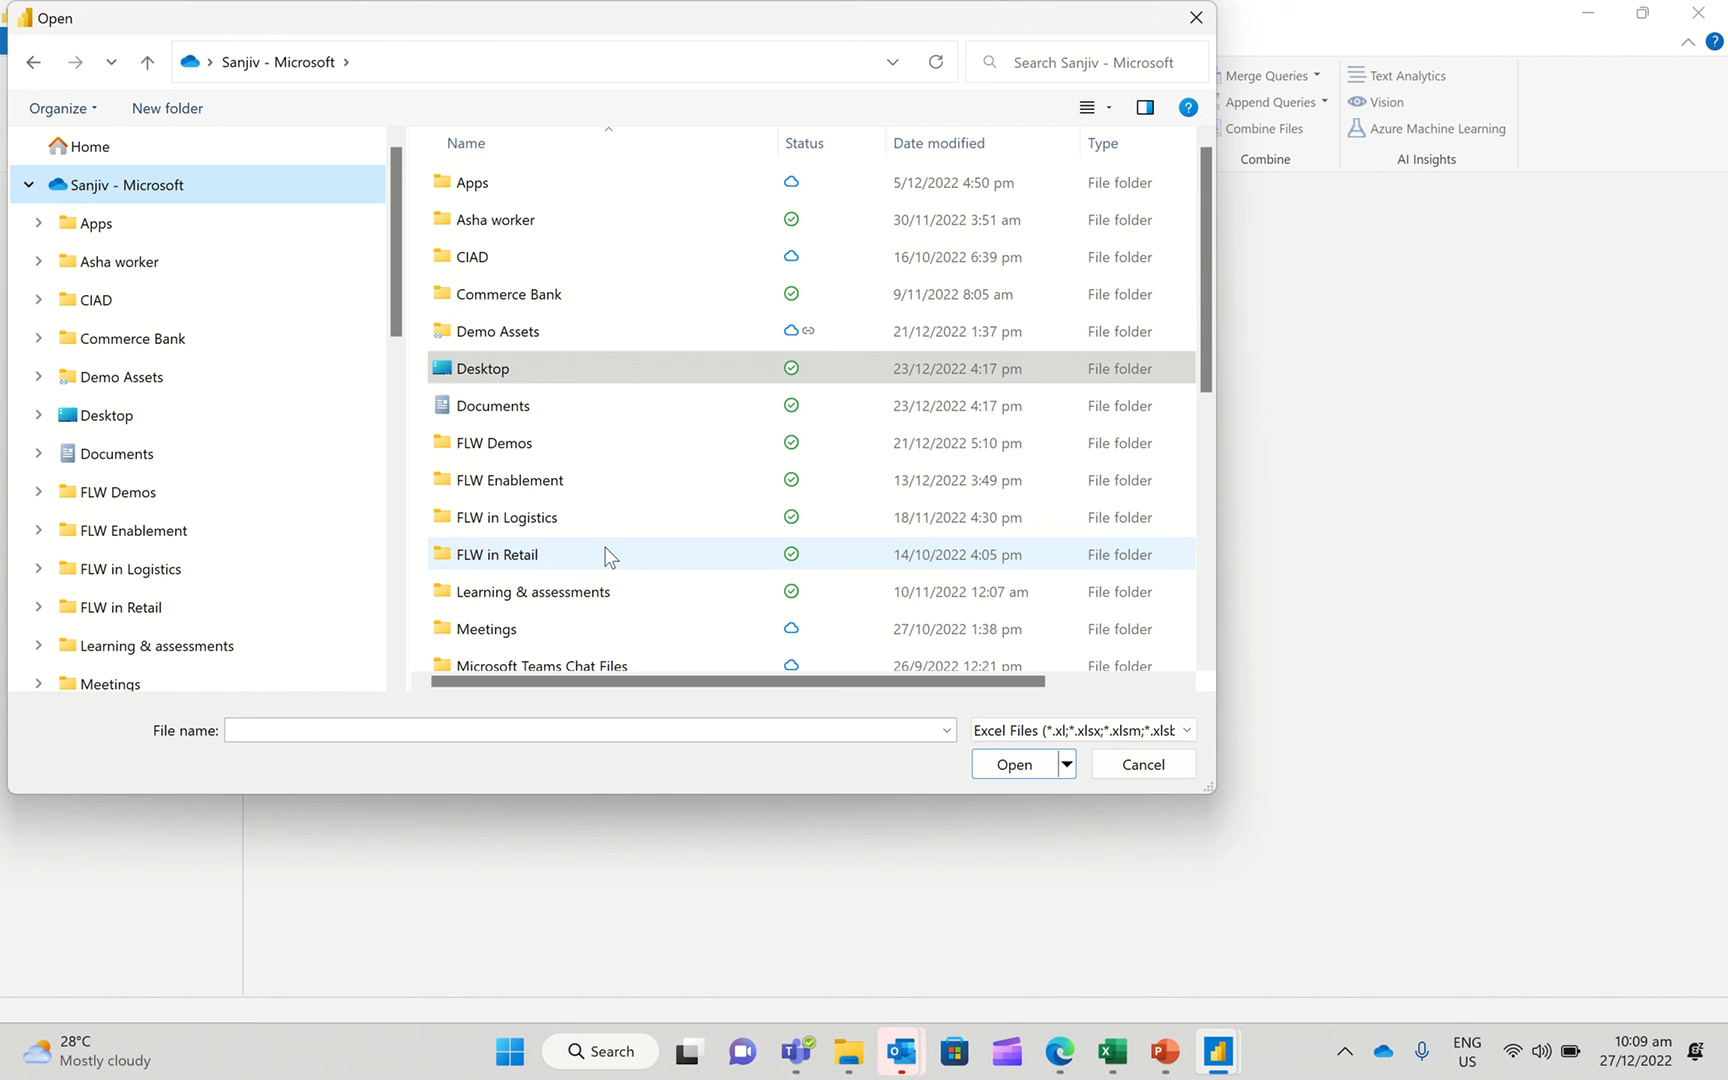 Open
Sanjiv - Microsoft
Search Sanjiv - Microsoft
Organize
New folder
Merge Queries
Append Queries
Combine Files
Combine
Text Analytics
Vision
Azure Machine Learning
AI Insights
Home
Sanjiv - Microsoft
Apps
Asha worker
CIAD
Commerce Bank
Demo Assets
Desktop
Documents
FLW Demos
FLW Enablement
FLW in Logistics
FLW in Retail
Learning & assessments
Meetings
Name Status Date modified Type
Apps 5/12/2022 4:50 pm File folder
Asha worker 30/11/2022 3:51 am File folder
CIAD 16/10/2022 6:39 pm File folder
Commerce Bank 9/11/2022 8:05 am File folder
Demo Assets 21/12/2022 1:37 pm File folder
Desktop 23/12/2022 4:17 pm File folder
Documents 23/12/2022 4:17 pm File folder
FLW Demos 21/12/2022 5:10 pm File folder
FLW Enablement 13/12/2022 3:49 pm File folder
FLW in Logistics 18/11/2022 4:30 pm File folder
FLW in Retail 14/10/2022 4:05 pm File folder
Learning & assessments 10/11/2022 12:07 am File folder
Meetings 27/10/2022 1:38 pm File folder
Microsoft Teams Chat Files 26/9/2022 12:21 pm File folder
File name:
Excel Files (*.xl;*.xlsx;*.xlsm;*.xlsb
Open
Cancel
28°C
Mostly cloudy
Search
ENG
US
10:09 am
27/12/2022